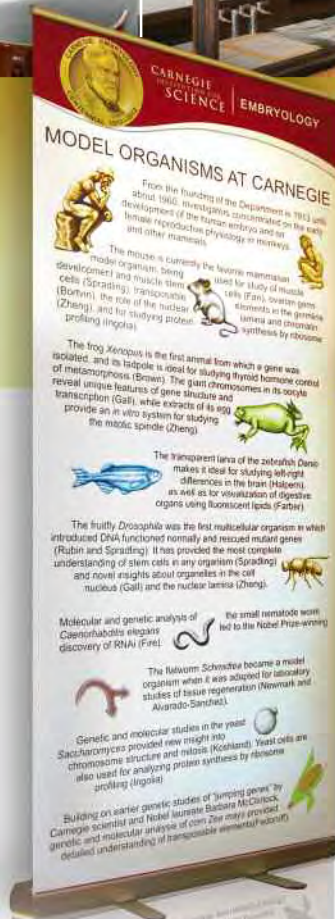 CARNEGIE
INSTITUTION FOR
SCIENCE
EMBRYOLOGY
MODEL ORGANISMS AT CARNEGIE
From the founding of the Department in 1913 until
about 1960, investigators concentrated on the early
development of the human embryo and on
female reproductive physiology in monkeys
and other mammals.
The mouse is currently the favorite mammalian
model organism, being used for study of muscle
development and muscle stem cells (Fan), ovarian germ
cells (Spradling), transposable elements in the germline
(Bortvin), the role of the nuclear lamina and chromatin
(Zheng), and for studying protein synthesis by ribosome
profiling (Ingolia).
The frog Xenopus is the first animal from which a gene was
isolated, and its tadpole is ideal for studying thyroid hormone control
of metamorphosis (Brown). The giant chromosomes in its oocyte
reveal unique features of gene structure and
transcription (Gall), while extracts of its egg
provide an in vitro system for studying
the mitotic spindle (Zheng).
The transparent larva of the zebrafish Danio
makes it ideal for studying left-right
differences in the brain (Halpern),
as well as for visualization of digestive
organs using fluorescent lipids (Farber).
The fruitfly Drosophila was the first multicellular organism in which
introduced DNA functioned normally and rescued mutant genes
(Rubin and Spradling). It has provided the most complete
understanding of stem cells in any organism (Spradling)
and novel insights about organelles in the cell
nucleus (Gall) and the nuclear lamina (Zheng).
Molecular and genetic analysis of the small nematode worm
Caenorhabditis elegans led to the Nobel Prize-winning
discovery of RNAi (Fire).
The flatworm Schmidtea became a model
organism when it was adapted for laboratory
studies of tissue regeneration (Newmark and
Alvarado-Sanchez).
Genetic and molecular studies in the yeast
Saccharomyces provided new insight into
chromosome structure and mitosis (Koshland). Yeast cells are
also used for analyzing protein synthesis by ribosome
profiling (Ingolia).
Building on earlier genetic studies of "jumping genes" by
Carnegie scientist and Nobel laureate Barbara McClintock,
genetic and molecular analysis of corn Zea mays provided
detailed understanding of transposable elements(Fedoroff).